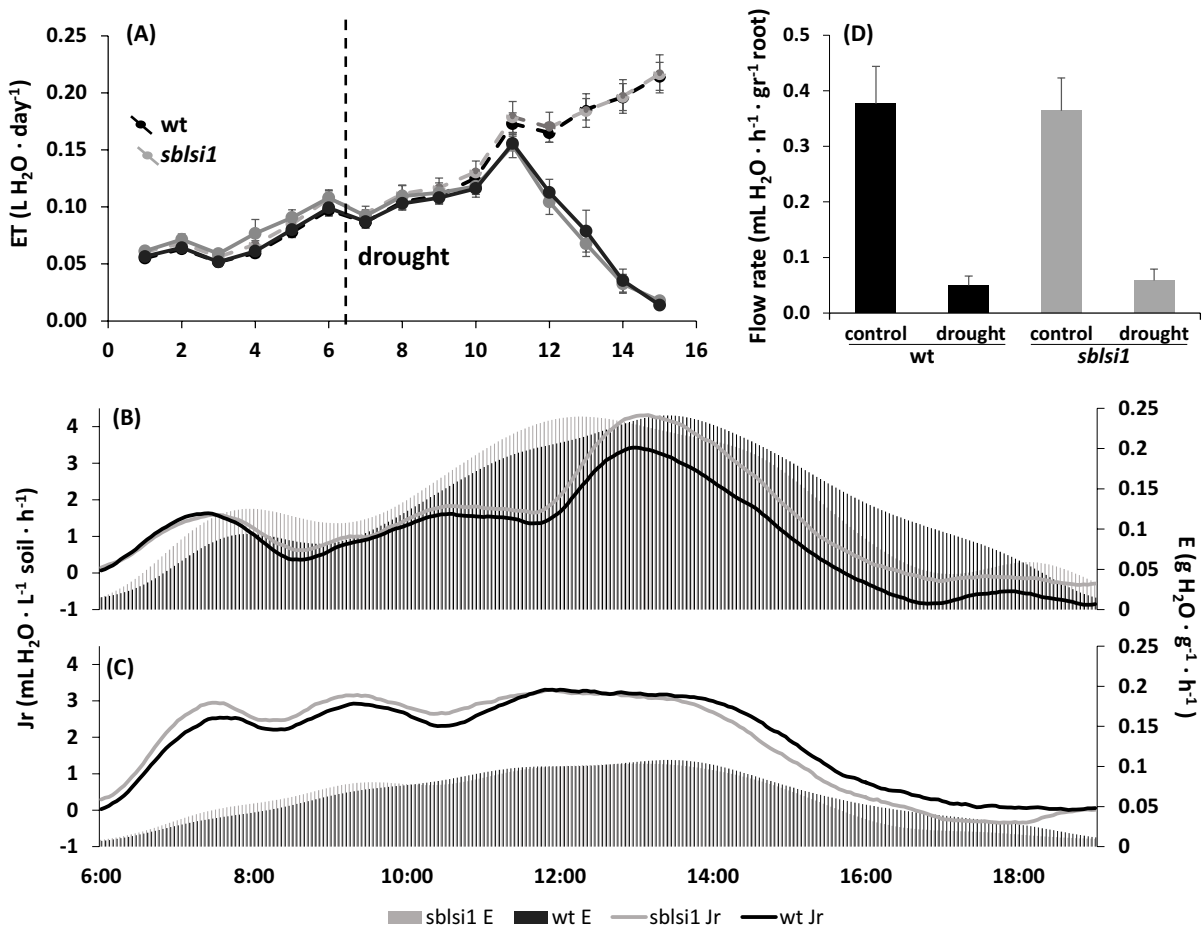 (A)
ET (L H₂O · day⁻¹)
0.25
0.20
0.15
0.10
0.05
0.00
wt
sblsi1
drought
0 2 4 6 8 10 12 14 16
(D)
Flow rate (mL H₂O · h⁻¹ · gr⁻¹ root)
0.5
0.4
0.3
0.2
0.1
0.0
control drought control drought
wt sblsi1
(B)
Jr (mL H₂O · L⁻¹ soil · h⁻¹)
4
3
2
1
0
-1
0.25
0.2
0.15
0.1
0.05
0
E (g H₂O · g⁻¹ · h⁻¹)
(C)
4
3
2
1
0
-1
0.25
0.2
0.15
0.1
0.05
0
6:00 8:00 10:00 12:00 14:00 16:00 18:00
sblsi1 E wt E sblsi1 Jr wt Jr